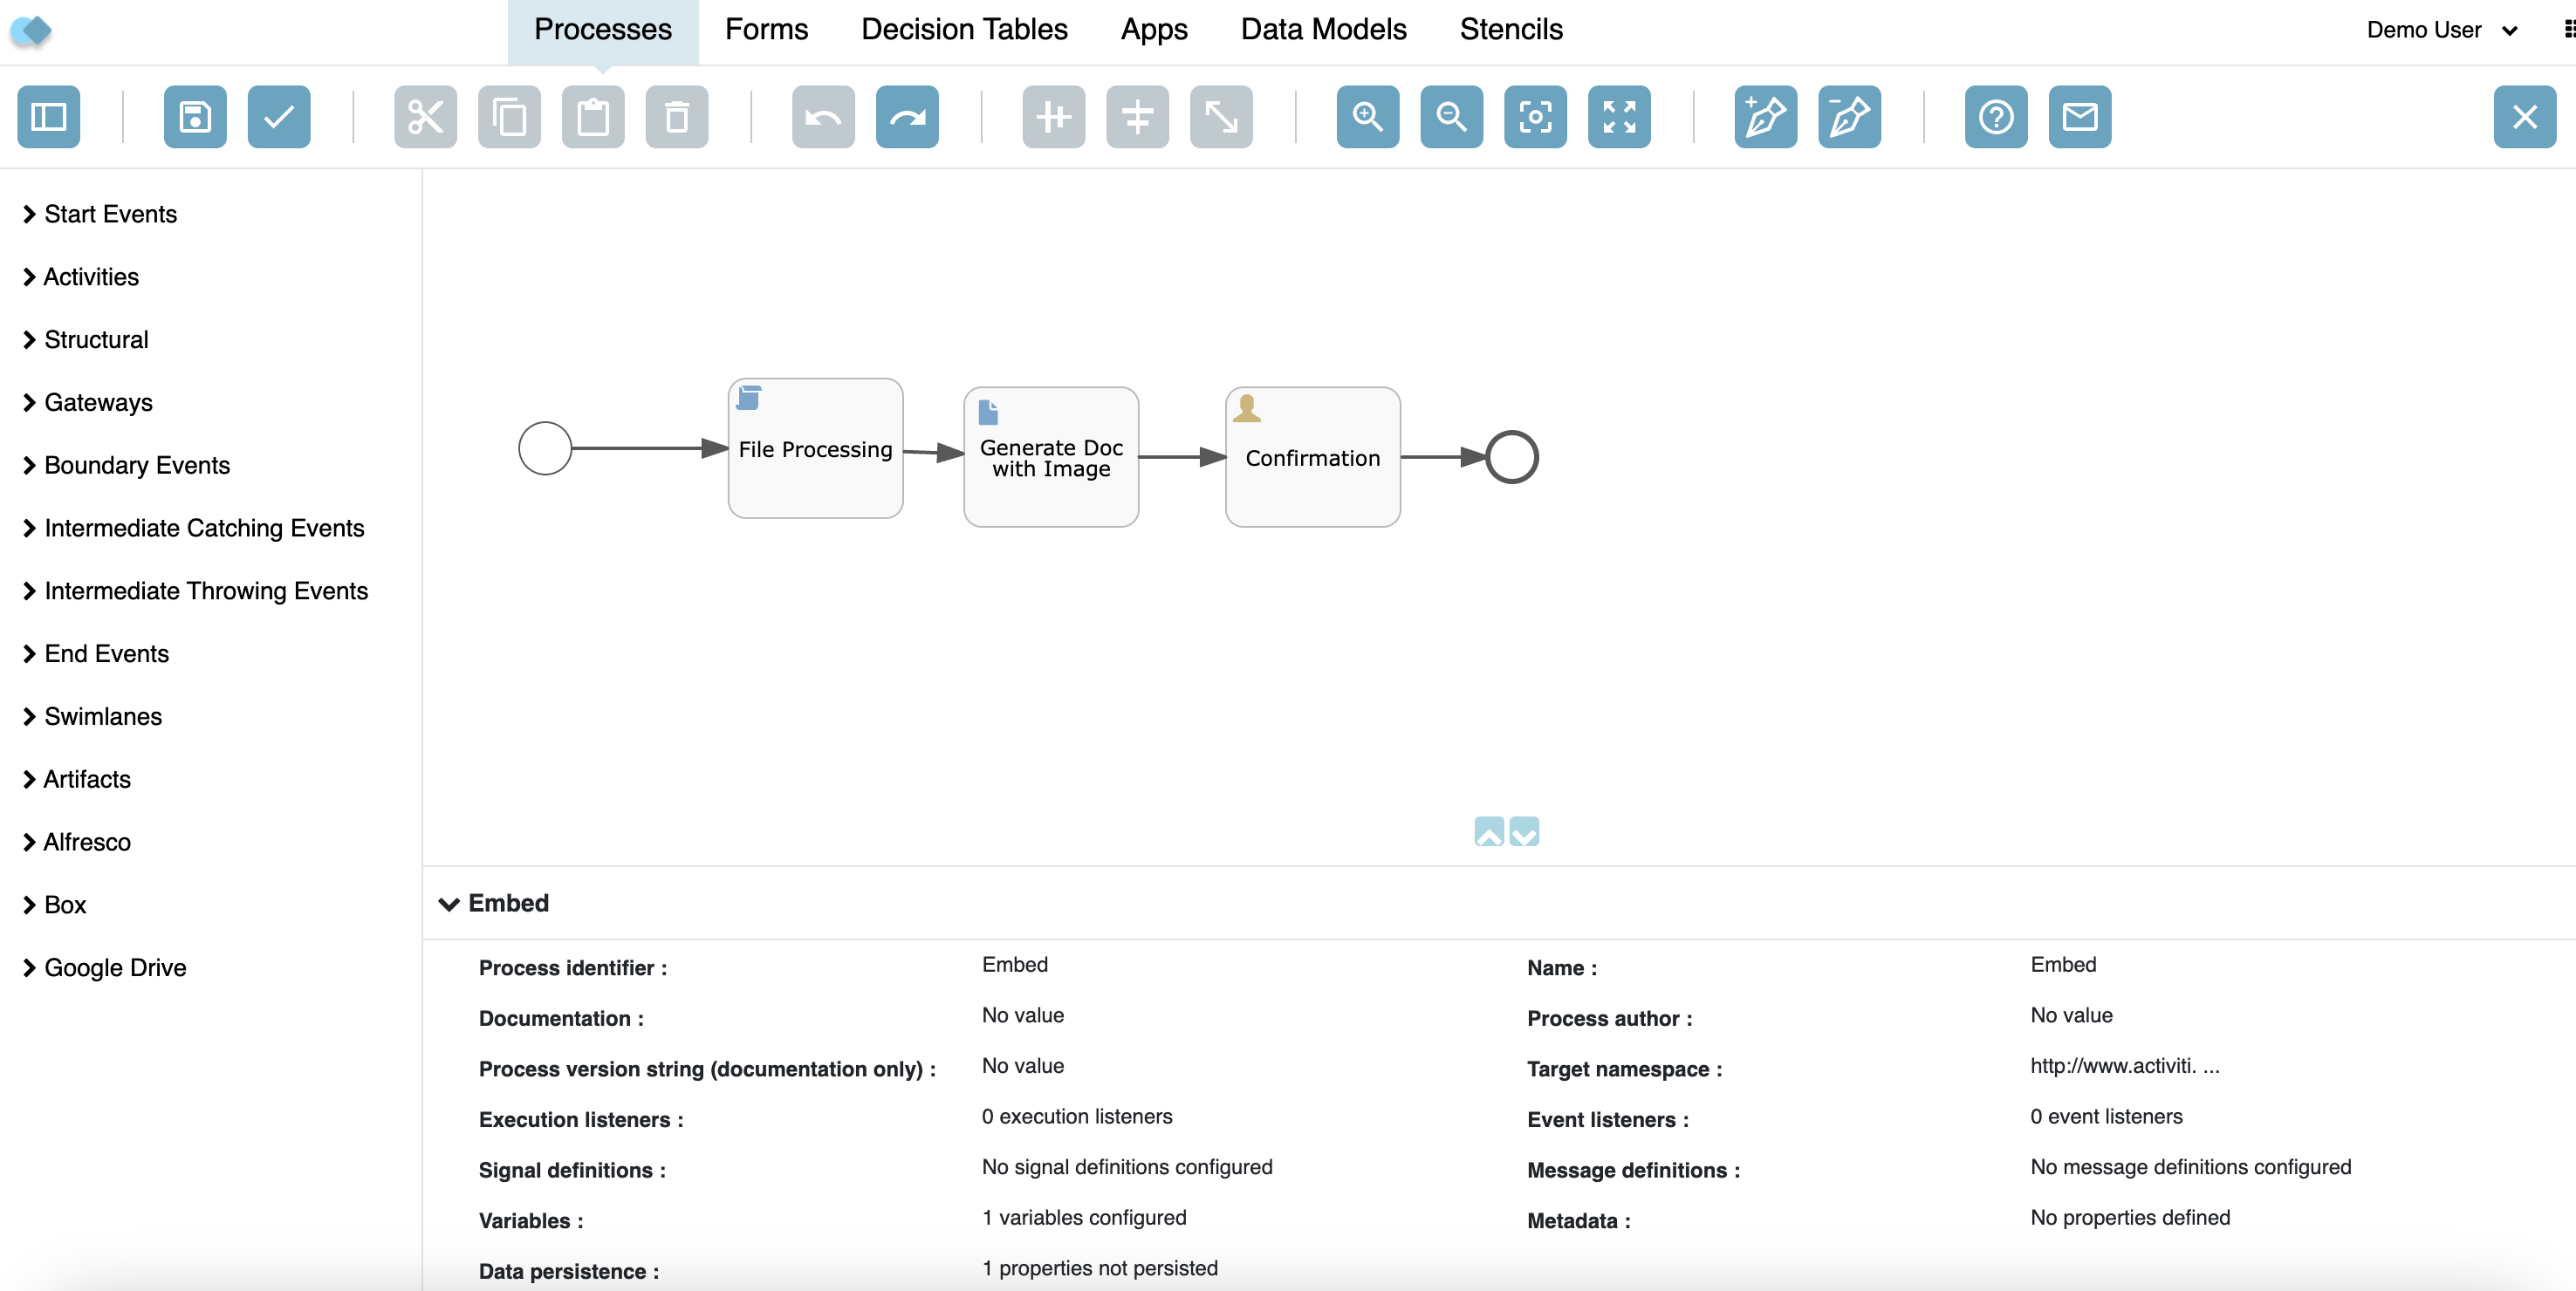 Processes
Forms
Decision Tables
Apps
Data Models
Stencils
Demo User
Start Events
Activities
Structural
Gateways
Boundary Events
Intermediate Catching Events
Intermediate Throwing Events
End Events
Swimlanes
Artifacts
Alfresco
Box
Google Drive
File Processing
Generate Doc
with Image
Confirmation
Embed
Process identifier : Embed
Name : Embed
Documentation : No value
Process author : No value
Process version string (documentation only) : No value
Target namespace : http://www.activiti. ...
Execution listeners : 0 execution listeners
Event listeners : 0 event listeners
Signal definitions : No signal definitions configured
Message definitions : No message definitions configured
Variables : 1 variables configured
Metadata : No properties defined
Data persistence : 1 properties not persisted